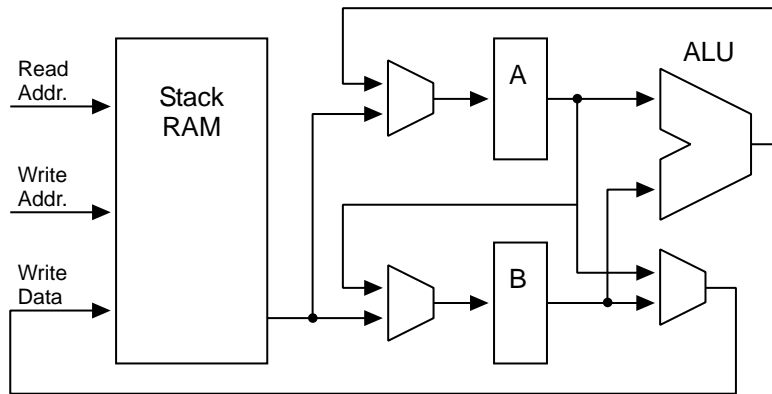 Read
Addr.
Write
Addr.
Write
Data
Stack
RAM
A
B
ALU